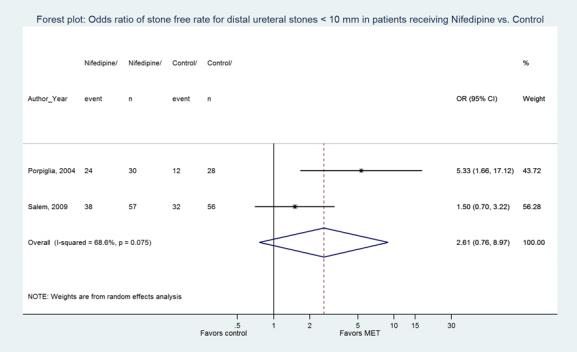 Forest plot: Odds ratio of stone free rate for distal ureteral stones < 10 mm in patients receiving Nifedipine vs. Control
Nifedipine/ Nifedipine/ Control/ Control/ %
Author_Year event n event n OR (95% CI) Weight
Porpiglia, 2004 24 30 12 28 5.33 (1.66, 17.12) 43.72
Salem, 2009 38 57 32 56 1.50 (0.70, 3.22) 56.28
Overall (I-squared = 68.6%, p = 0.075) 2.61 (0.76, 8.97) 100.00
NOTE: Weights are from random effects analysis
.5 1 2 5 10 15 30
Favors control Favors MET